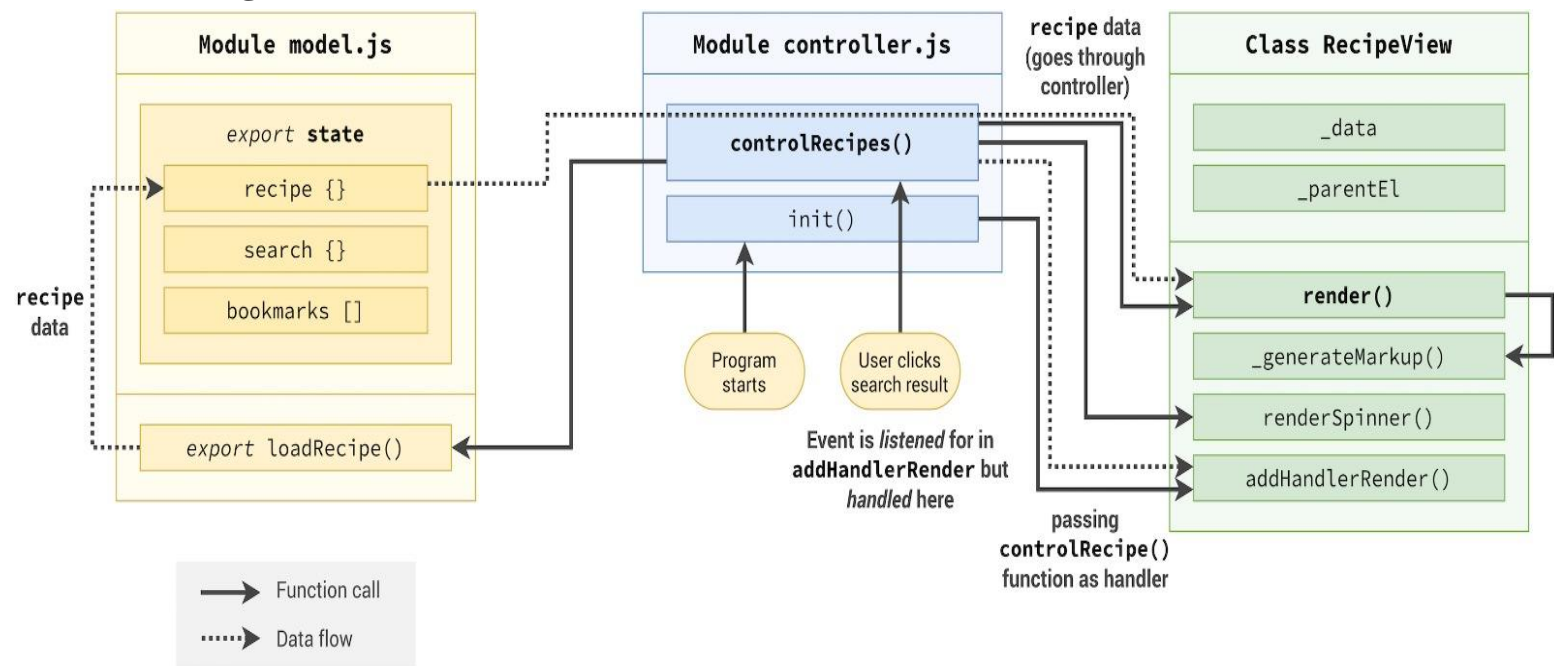 Module model.js
export state
recipe {}
search {}
bookmarks []
export loadRecipe()
recipe
data
Module controller.js
controlRecipes()
init()
Program
starts
User clicks
search result
Event is listened for in
addHandlerRender but
handled here
recipe data
(goes through
controller)
passing
controlRecipe()
function as handler
Class RecipeView
_data
_parentEl
render()
_generateMarkup()
renderSpinner()
addHandlerRender()
Function call
Data flow